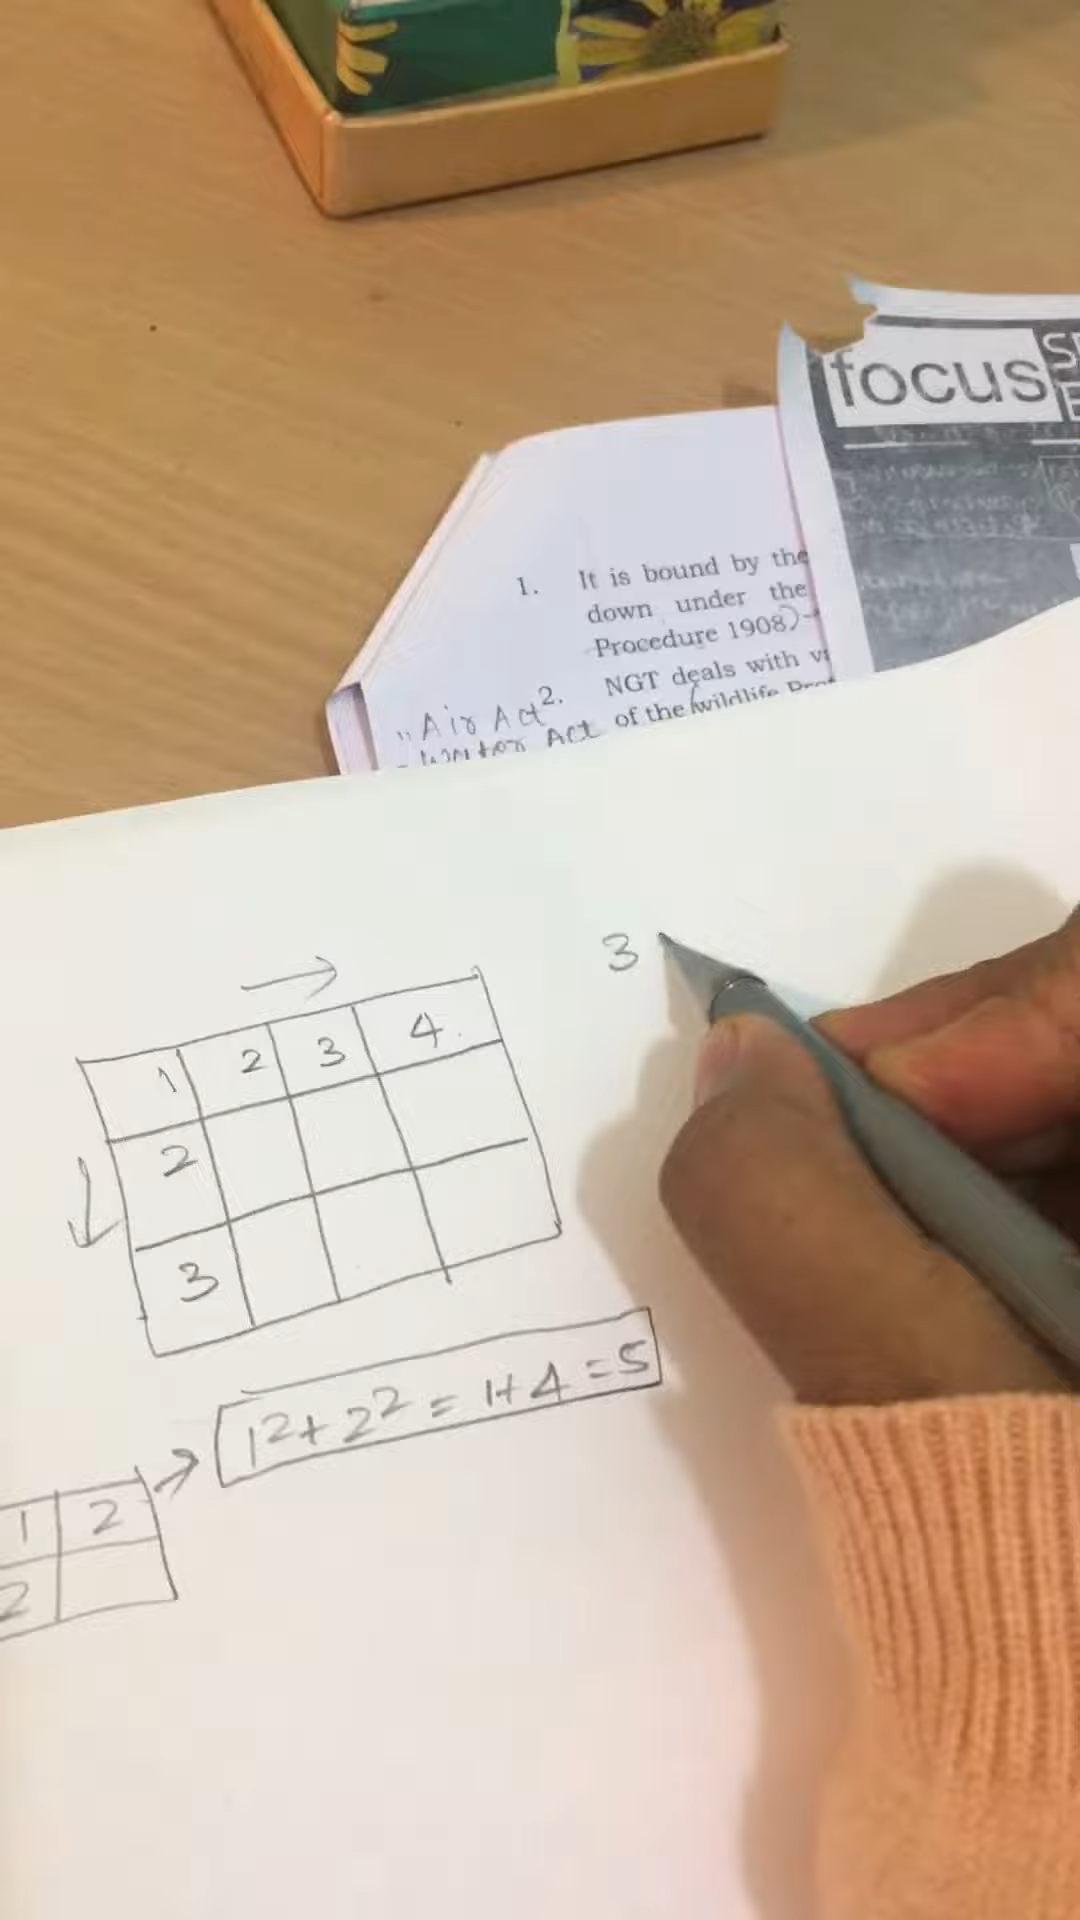 focus
1. It is bound by the
down under the
Procedure 1908)
2. NGT deals with
of the wildlife
Air Act
Water Act
3
1 2 3 4
2
3
1²+2² = 1+4 = 5
1 2
2